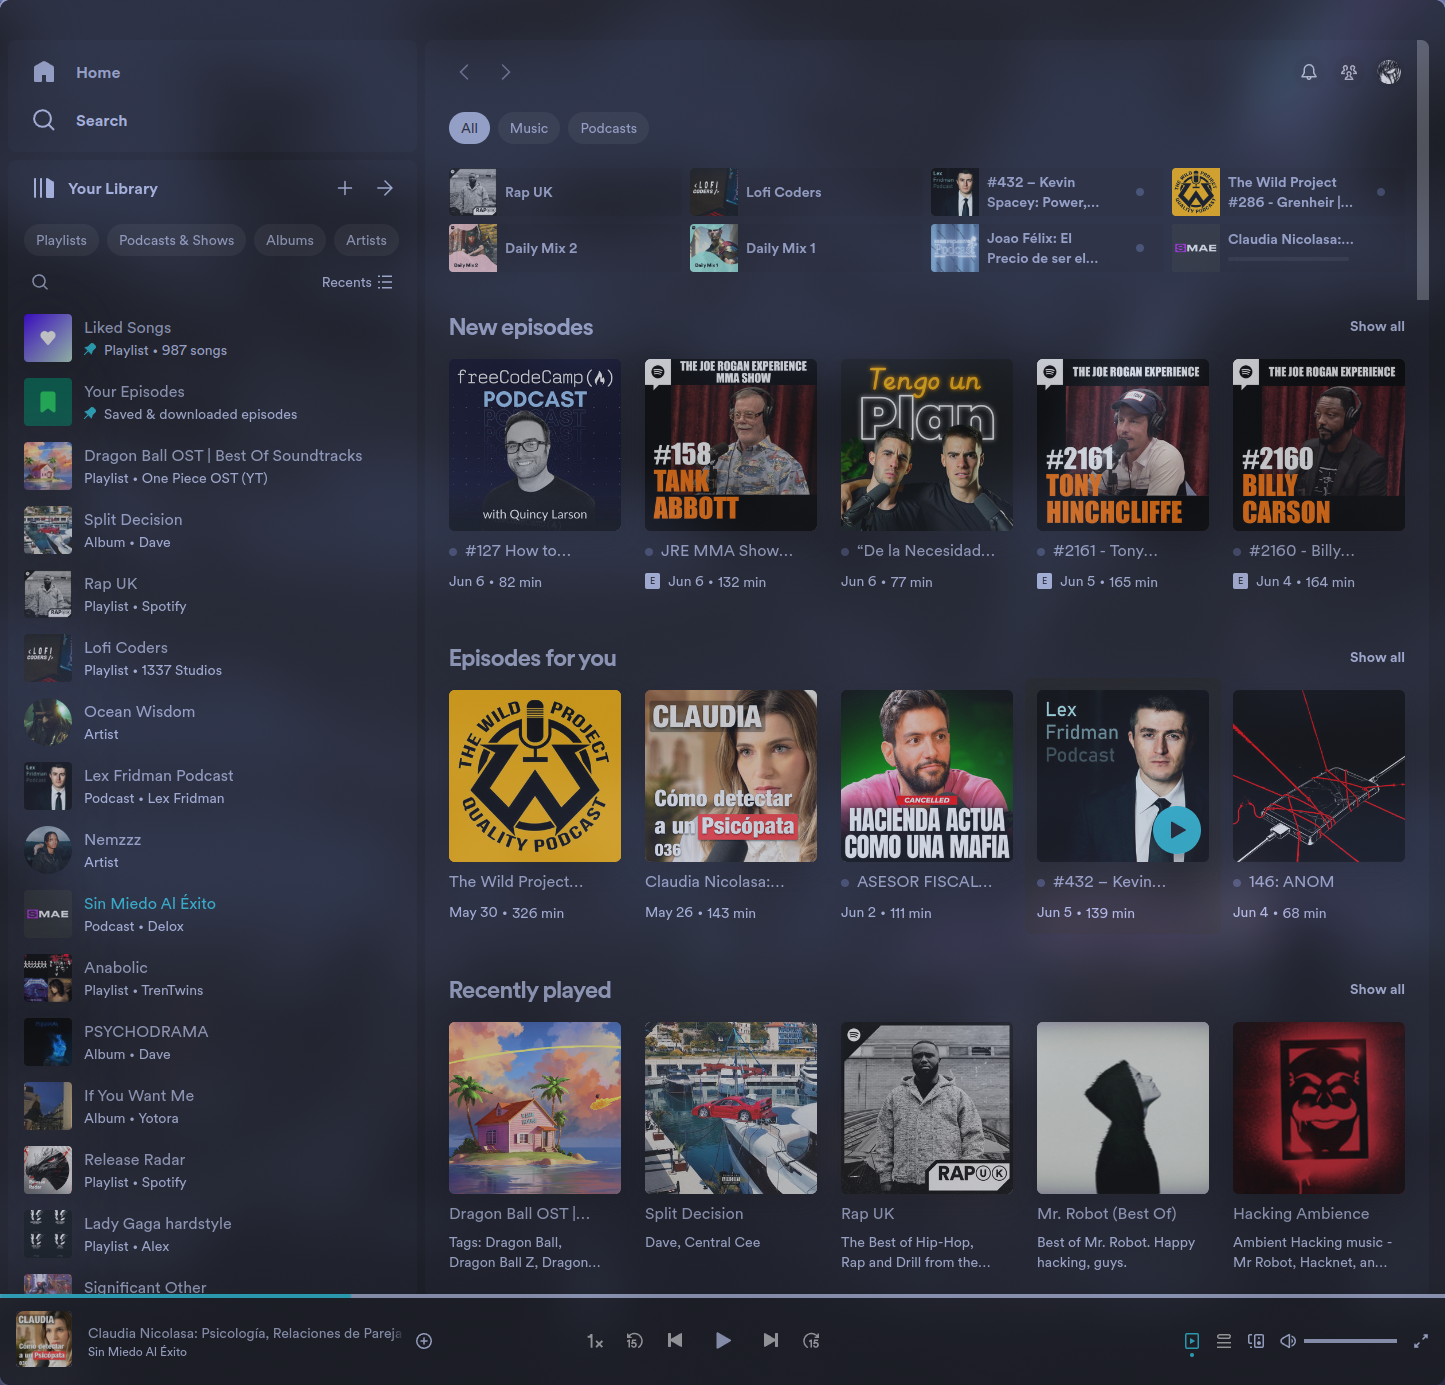 Home
Search
Your Library
Playlists
Podcasts & Shows
Albums
Artists
Recents
Liked Songs
Playlist • 987 songs
Your Episodes
Saved & downloaded episodes
Dragon Ball OST | Best Of Soundtracks
Playlist • One Piece OST (YT)
Split Decision
Album • Dave
Rap UK
Playlist • Spotify
Lofi Coders
Playlist • 1337 Studios
Ocean Wisdom
Artist
Lex Fridman Podcast
Podcast • Lex Fridman
Nemzzz
Artist
SMAE
Sin Miedo Al Éxito
Podcast • Delox
Anabolic
Playlist • TrenTwins
PSYCHODRAMA
Album • Dave
If You Want Me
Album • Yotora
Release Radar
Playlist • Spotify
Lady Gaga hardstyle
Playlist • Alex
Significant Other
All
Music
Podcasts
Rap UK
Lofi Coders
#432 – Kevin
Spacey: Power,...
The Wild Project
#286 - Grenheir |...
Daily Mix 2
Daily Mix 1
Joao Félix: El
Precio de ser el...
SMAE
Claudia Nicolasa:...
New episodes
Show all
freeCodeCamp(🔥)
PODCAST
with Quincy Larson
#127 How to...
Jun 6 • 82 min
THE JOE ROGAN EXPERIENCE
MMA SHOW
#158
TANK
ABBOTT
JRE MMA Show...
E Jun 6 • 132 min
Tengo un
Plan
“De la Necesidad...
Jun 6 • 77 min
THE JOE ROGAN EXPERIENCE
#2161
TONY
HINCHCLIFFE
#2161 - Tony...
E Jun 5 • 165 min
THE JOE ROGAN EXPERIENCE
#2160
BILLY
CARSON
#2160 - Billy...
E Jun 4 • 164 min
Episodes for you
Show all
THE WILD PROJECT
QUALITY PODCAST
The Wild Project...
May 30 • 326 min
CLAUDIA
Cómo detectar
a un Psicópata
036
Claudia Nicolasa:...
May 26 • 143 min
CANCELLED
HACIENDA ACTUA
COMO UNA MAFIA
ASESOR FISCAL...
Jun 2 • 111 min
Lex
Fridman
Podcast
#432 – Kevin...
Jun 5 • 139 min
146: ANOM
Jun 4 • 68 min
Recently played
Show all
Dragon Ball OST |...
Tags: Dragon Ball,
Dragon Ball Z, Dragon...
Split Decision
Dave, Central Cee
RAP UK
Rap UK
The Best of Hip-Hop,
Rap and Drill from the...
Mr. Robot (Best Of)
Best of Mr. Robot. Happy
hacking, guys.
Hacking Ambience
Ambient Hacking music -
Mr Robot, Hacknet, an...
CLAUDIA
Cómo detectar
a un Psicópata
Claudia Nicolasa: Psicología, Relaciones de Pareja
Sin Miedo Al Éxito
1x
15
15